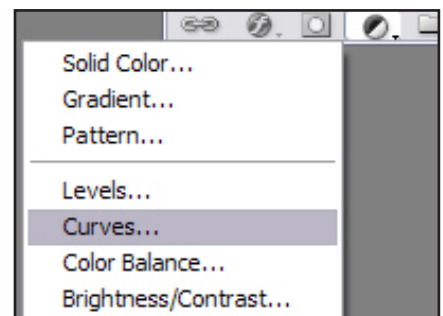 Solid Color...
Gradient...
Pattern...
Levels...
Curves...
Color Balance...
Brightness/Contrast...